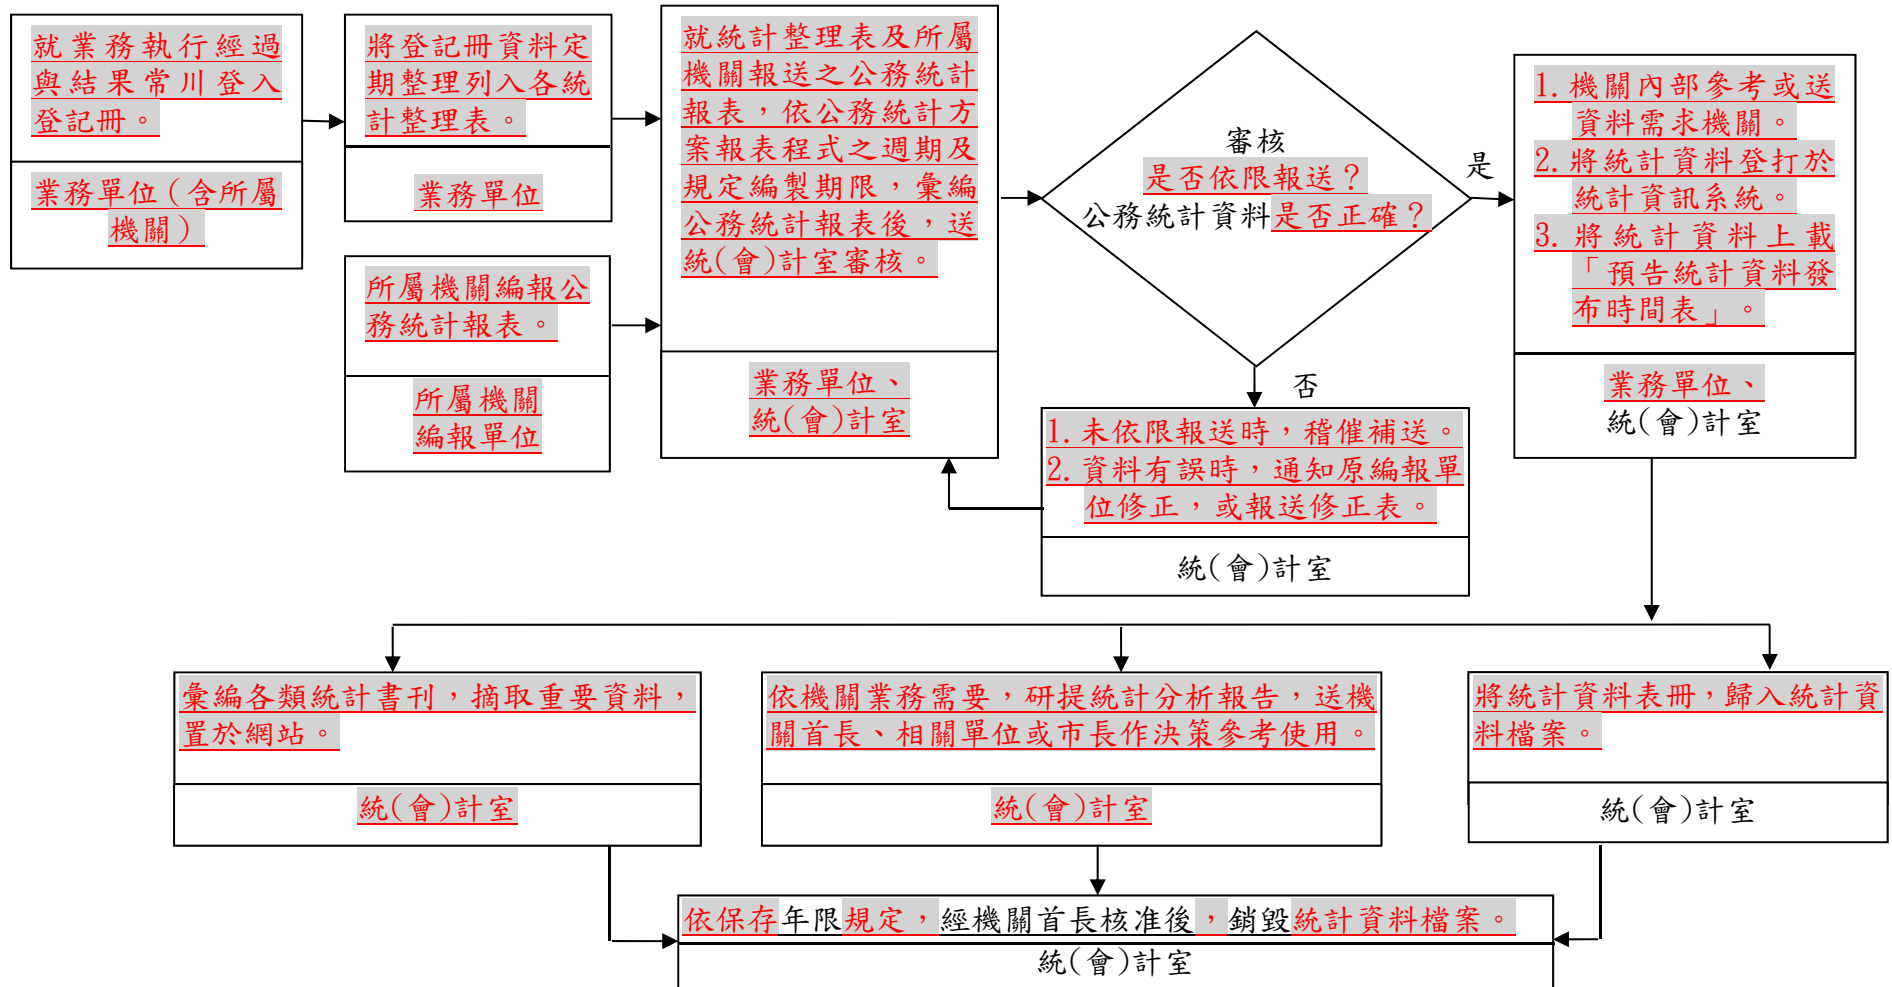 就業務執行經過
與結果常川登入
登記冊。
業務單位(含所屬
機關)
將登記冊資料定
期整理列入各統
計整理表。
業務單位
所屬機關編報公
務統計報表。
所屬機關
編報單位
就統計整理表及所屬
機關報送之公務統計
報表,依公務統計方
案報表程式之週期及
規定編製期限,彙編
公務統計報表後,送
統(會)計室審核。
業務單位、
統(會)計室
審核
是否依限報送?
公務統計資料是否正確?
是
否
1. 未依限報送時,稽催補送。
2. 資料有誤時,通知原編報單
位修正,或報送修正表。
統(會)計室
1. 機關內部參考或送
資料需求機關。
2. 將統計資料登打於
統計資訊系統。
3. 將統計資料上載
「預告統計資料發
布時間表」。
業務單位、
統(會)計室
彙編各類統計書刊,摘取重要資料,
置於網站。
統(會)計室
依機關業務需要,研提統計分析報告,送機
關首長、相關單位或市長作決策參考使用。
統(會)計室
將統計資料表冊,歸入統計資
料檔案。
統(會)計室
依保存年限規定,經機關首長核准後,銷毀統計資料檔案。
統(會)計室